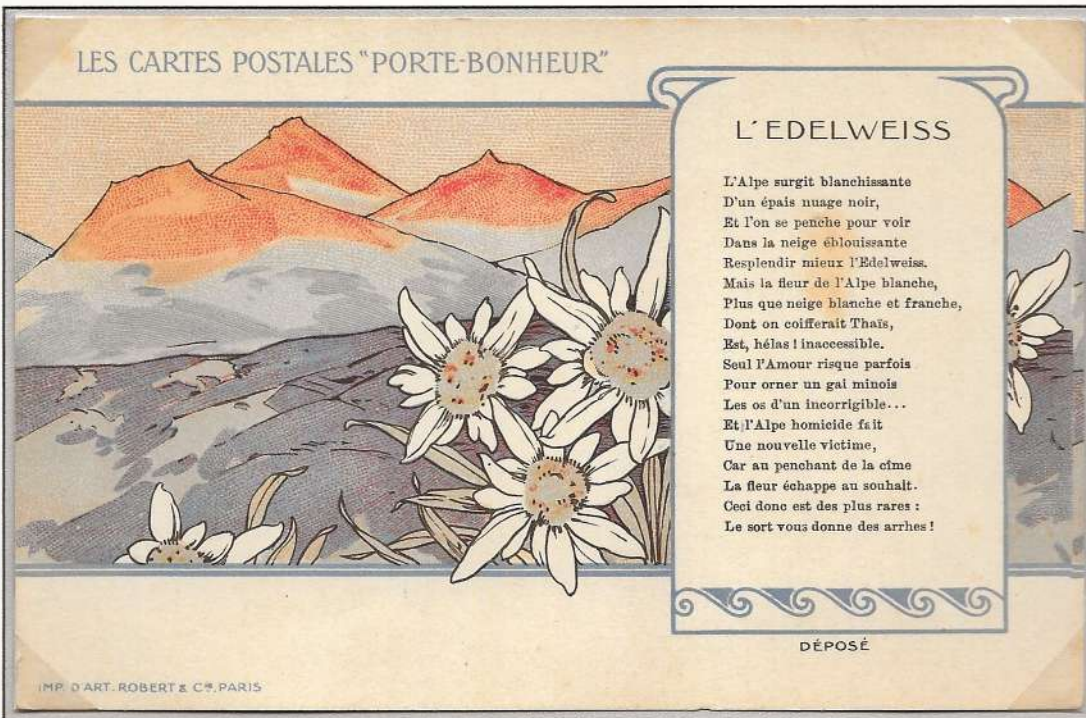 LES CARTES POSTALES "PORTE-BONHEUR"
L'EDELWEISS
L'Alpe surgit blanchissante
D'un épais nuage noir,
Et l'on se penche pour voir
Dans la neige éblouissante
Resplendir mieux l'Edelweiss.
Mais la fleur de l'Alpe blanche,
Plus que neige blanche et franche,
Dont on coifferait Thaïs,
Est, hélas ! inaccessible.
Seul l'Amour risque parfois
Pour orner un gai minois
Les os d'un incorrigible...
Et l'Alpe homicide fait
Une nouvelle victime,
Car au penchant de la cîme
La fleur échappe au souhait.
Ceci donc est des plus rares :
Le sort vous donne des arrhes !
DÉPOSÉ
IMP. D'ART. ROBERT & Cie. PARIS